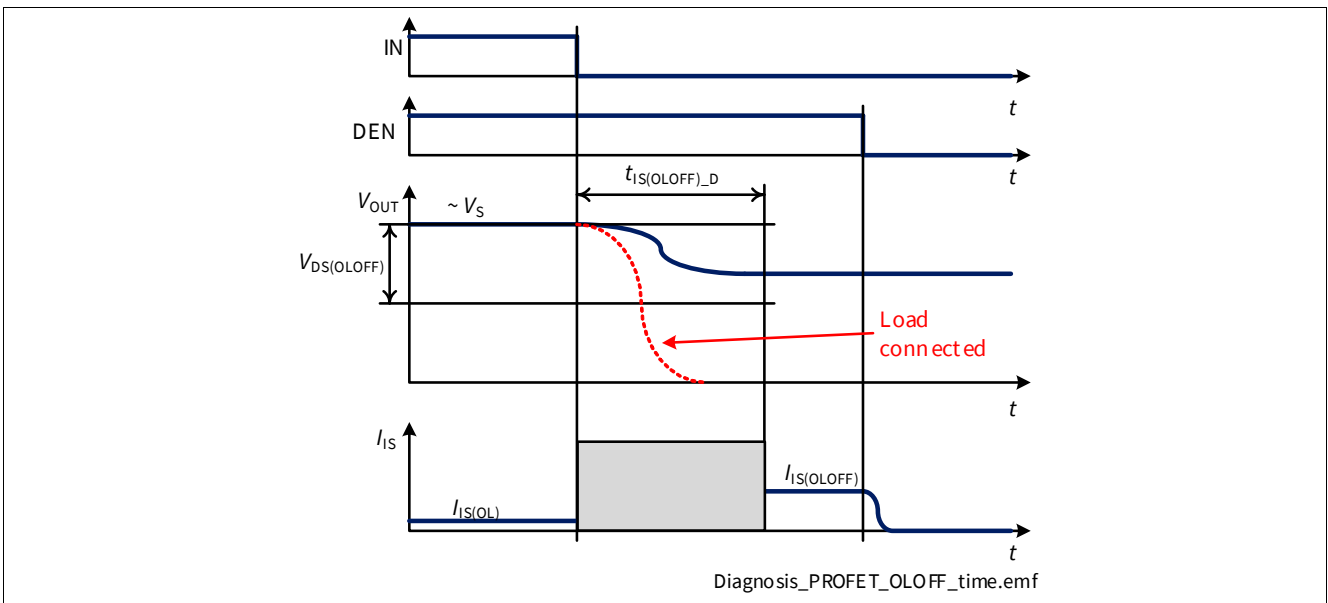 IN
t
DEN
t
tIS(OLOFF)_D
VOUT
~ VS
VDS(OLOFF)
Load
connected
t
IIS
IIS(OLOFF)
IIS(OL)
t
Diagnosis_PROFET_OLOFF_time.emf